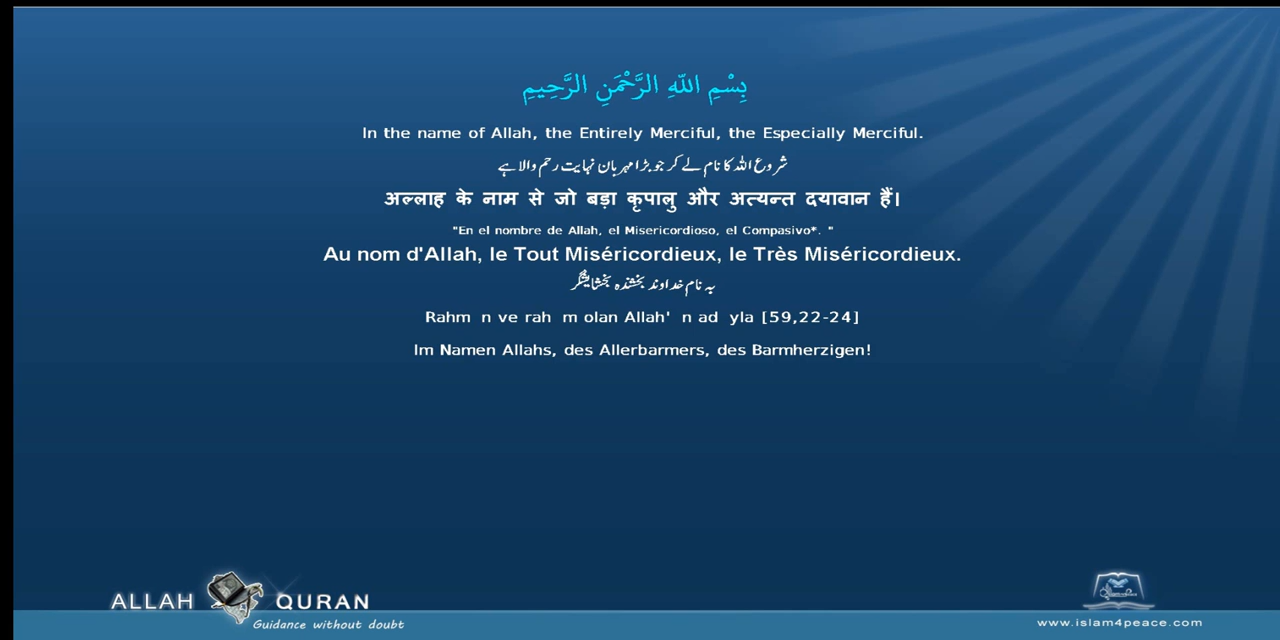 بِسْمِ اللَّهِ الرَّحْمَنِ الرَّحِيمِ
In the name of Allah, the Entirely Merciful, the Especially Merciful.
شروع اللہ کا نام لے کر جو بڑا مہربان نہایت رحم والا ہے
अल्लाह के नाम से जो बड़ा कृपालु और अत्यन्त दयावान हैं।
"En el nombre de Allah, el Misericordioso, el Compasivo*. "
Au nom d'Allah, le Tout Miséricordieux, le Très Miséricordieux.
به نام خداوند بخشنده بخشایشگر
Rahm n ve rah m olan Allah' n ad yla [59,22-24]
Im Namen Allahs, des Allerbarmers, des Barmherzigen!
ALLAH QURAN
Guidance without doubt
www.islam4peace.com